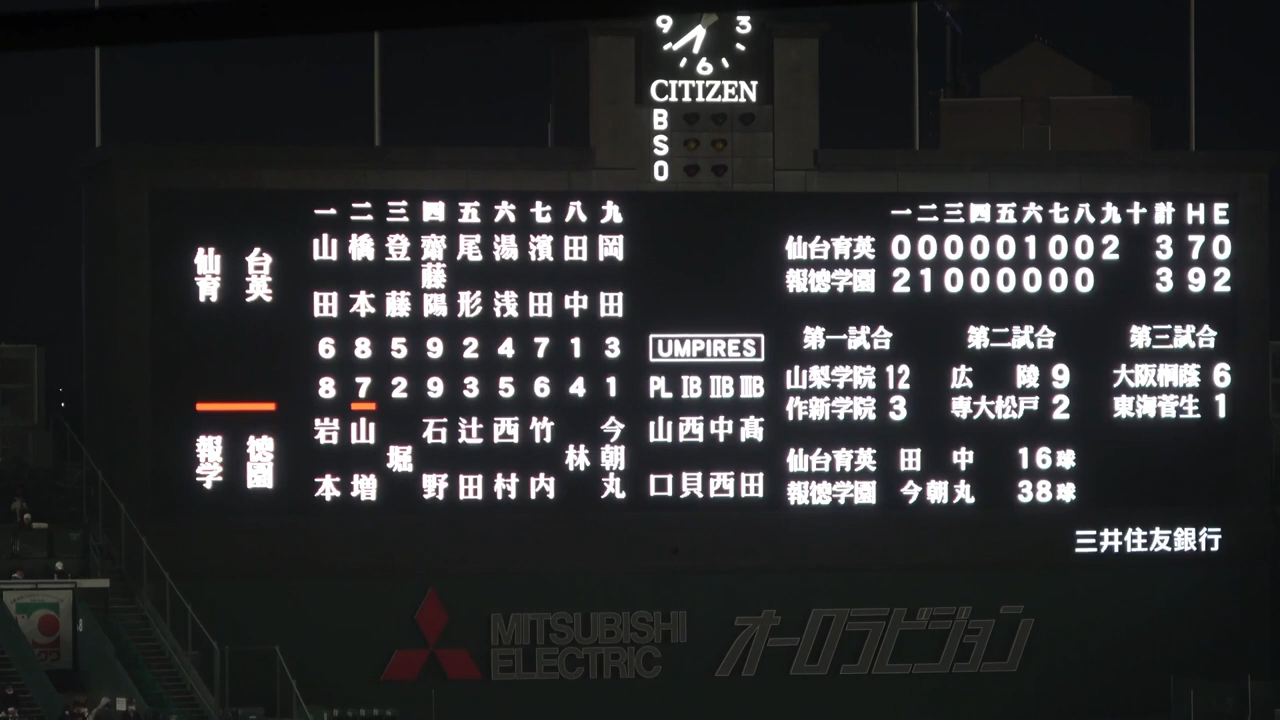 9 3
6
CITIZEN
B
S
O
一 二 三 四 五 六 七 八 九
仙台育英
山田 橋本 登藤 齋藤陽 尾形 湯浅 濱田 田中 岡田
6 8 5 9 2 4 7 1 3
8 7 2 9 3 5 6 4 1
報徳学園
岩本 山増 堀 石野 辻田 西村 竹内 林 今朝丸
UMPIRES
PL IB IIB IIIB
山口 西貝 中西 髙田
一 二 三 四 五 六 七 八 九 十 計 H E
仙台育英 0 0 0 0 0 1 0 0 2 3 7 0
報徳学園 2 1 0 0 0 0 0 0 3 9 2
第一試合 第二試合 第三試合
山梨学院 12 広陵 9 大阪桐蔭 6
作新学院 3 専大松戸 2 東海菅生 1
仙台育英 田中 16球
報徳学園 今朝丸 38球
三井住友銀行
MITSUBISHI
ELECTRIC
オーロラビジョン